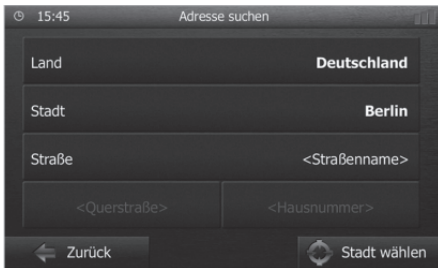 15:45 Adresse suchen
Land Deutschland
Stadt Berlin
Straße <Straßenname>
<Querstraße> <Hausnummer>
Zurück Stadt wählen